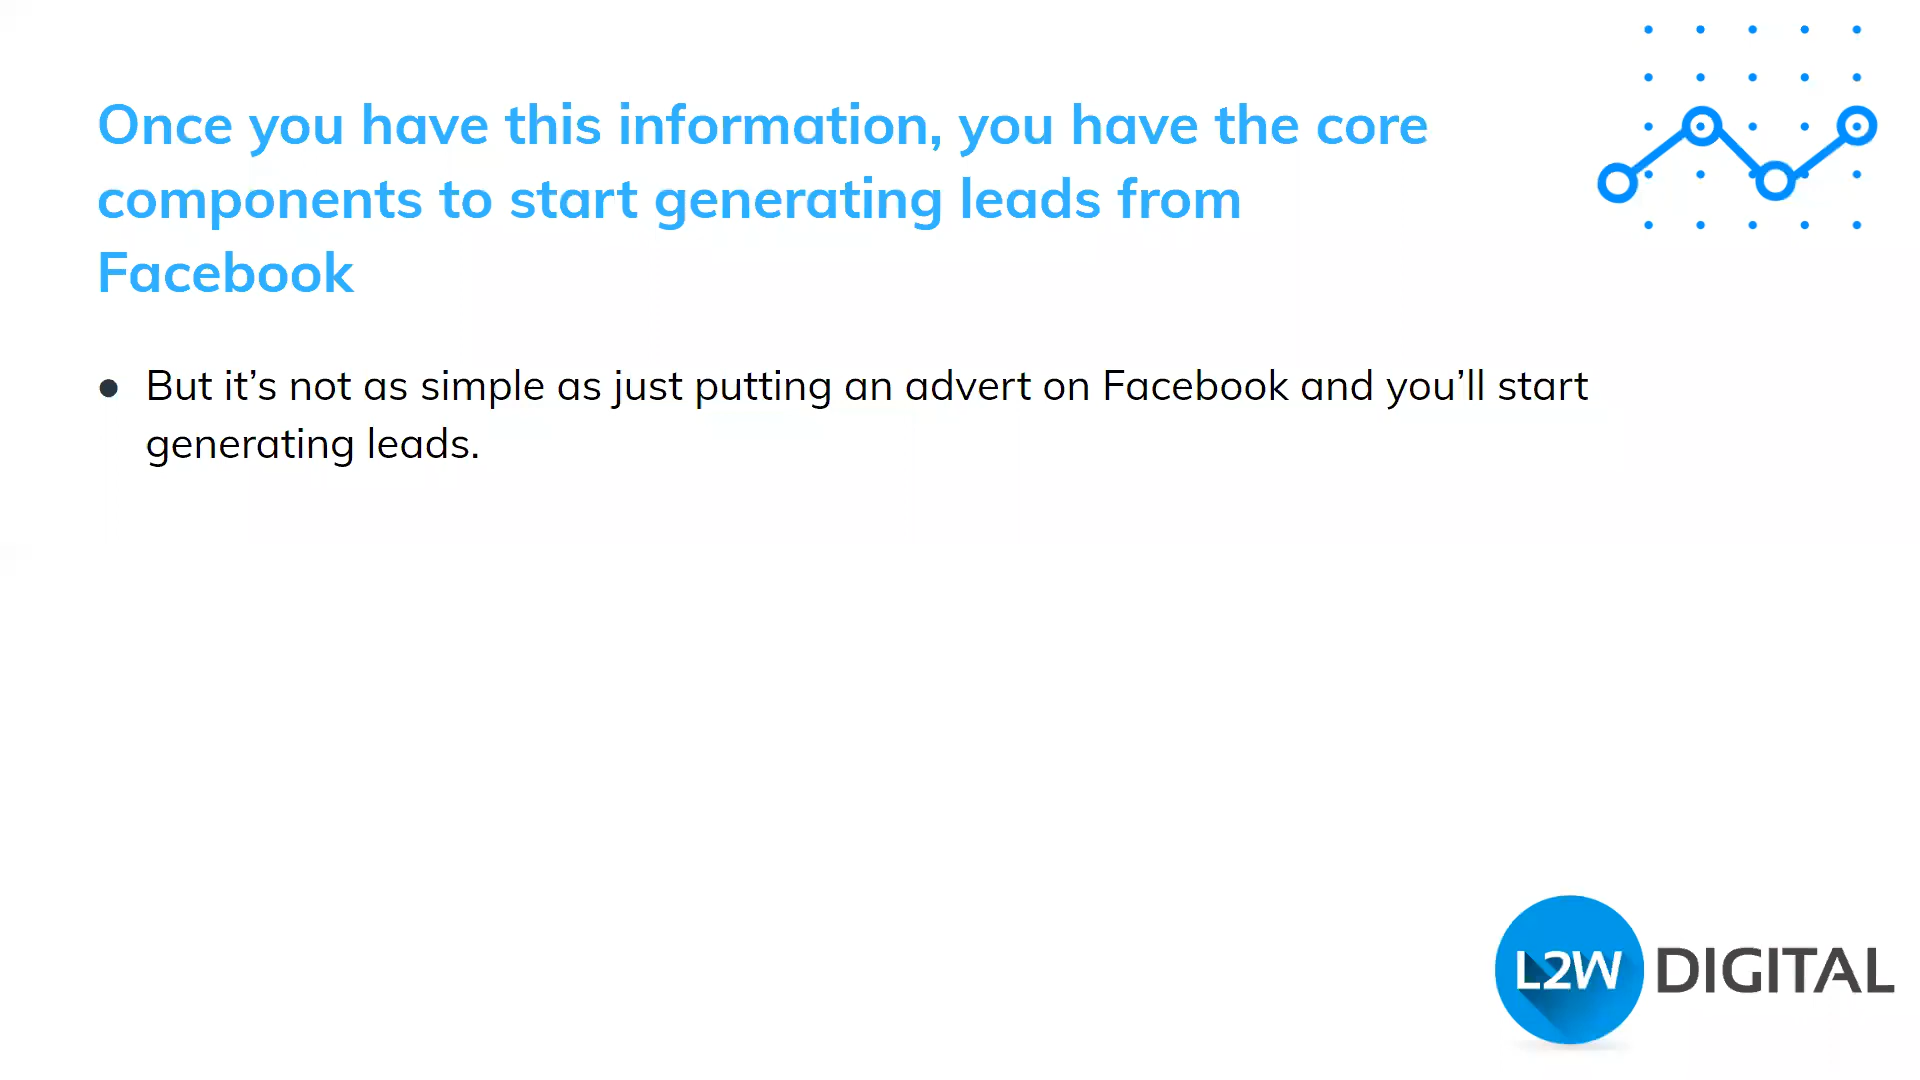 Once you have this information, you have the core
components to start generating leads from
Facebook
● But it’s not as simple as just putting an advert on Facebook and you’ll start
generating leads.
L2W DIGITAL